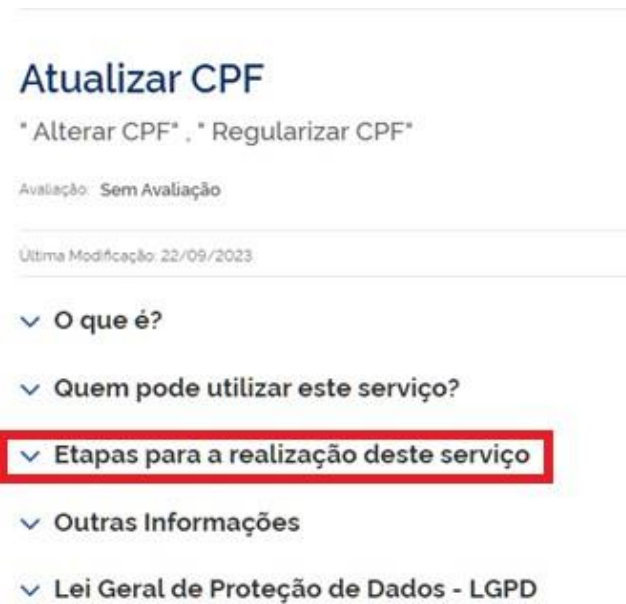 Atualizar CPF
" Alterar CPF" , " Regularizar CPF"
Avaliação: Sem Avaliação
Última Modificação: 22/09/2023
O que é?
Quem pode utilizar este serviço?
Etapas para a realização deste serviço
Outras Informações
Lei Geral de Proteção de Dados - LGPD